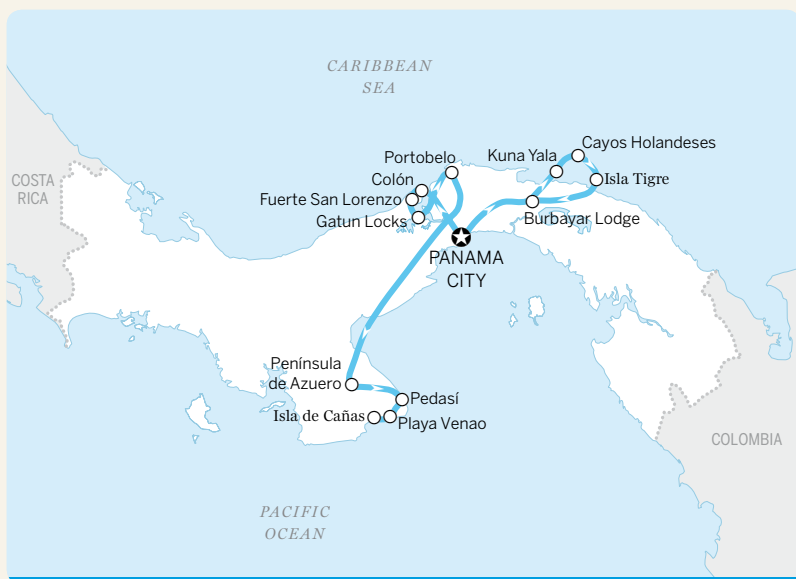 CARIBBEAN
SEA
Cayos Holandeses
Kuna Yala
Portobelo
Isla Tigre
COSTA
RICA
Colón
Fuerte San Lorenzo
Gatun Locks
Burbayar Lodge
PANAMA
CITY
Península
de Azuero
Pedasí
Isla de Cañas
Playa Venao
COLOMBIA
PACIFIC
OCEAN